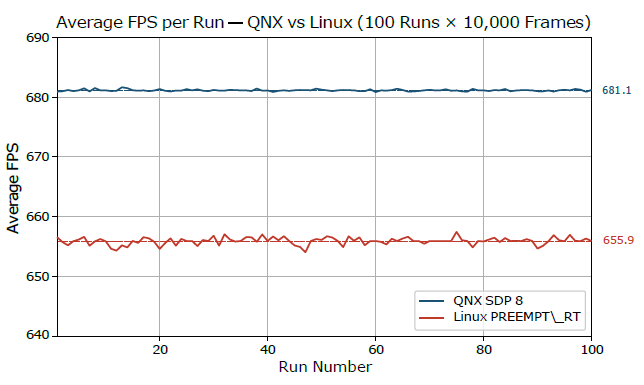 Average FPS per Run — QNX vs Linux (100 Runs × 10,000 Frames)
690
680
670
660
650
640
Average FPS
681.1
655.9
QNX SDP 8
Linux PREEMPT\_RT
20
40
60
80
100
Run Number